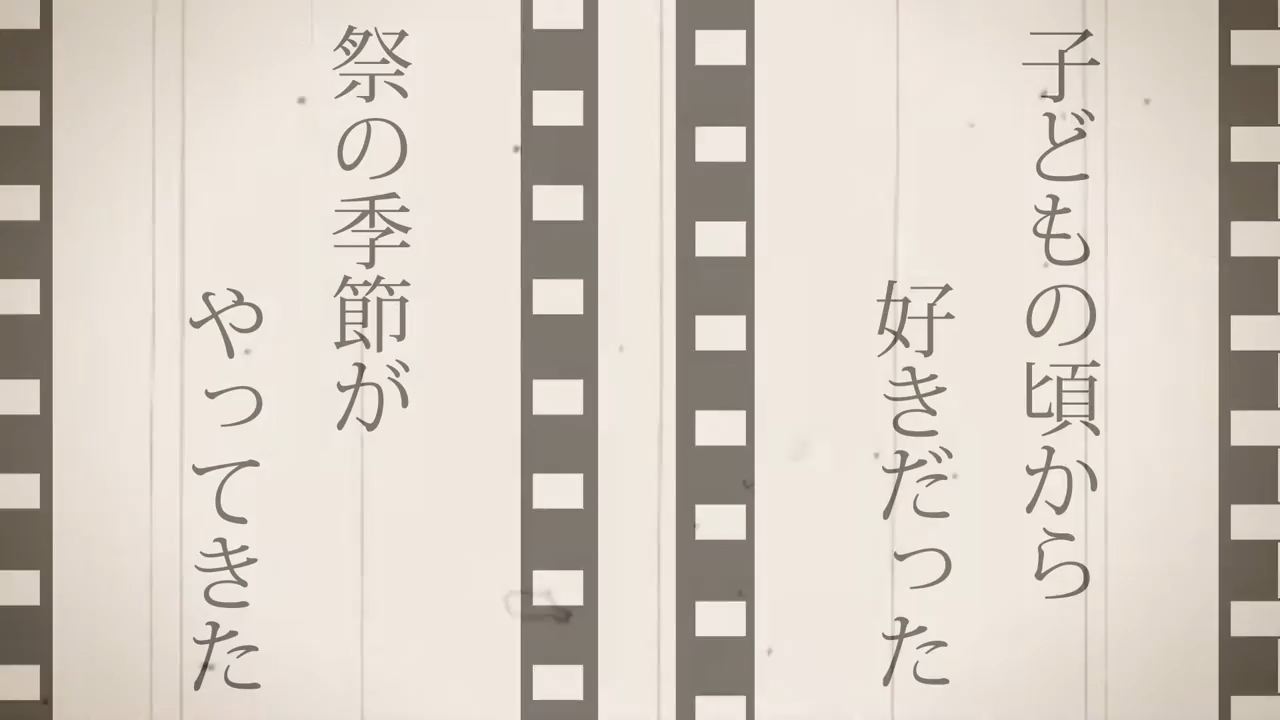 子どもの頃から
好きだった
祭の季節が
やってきた